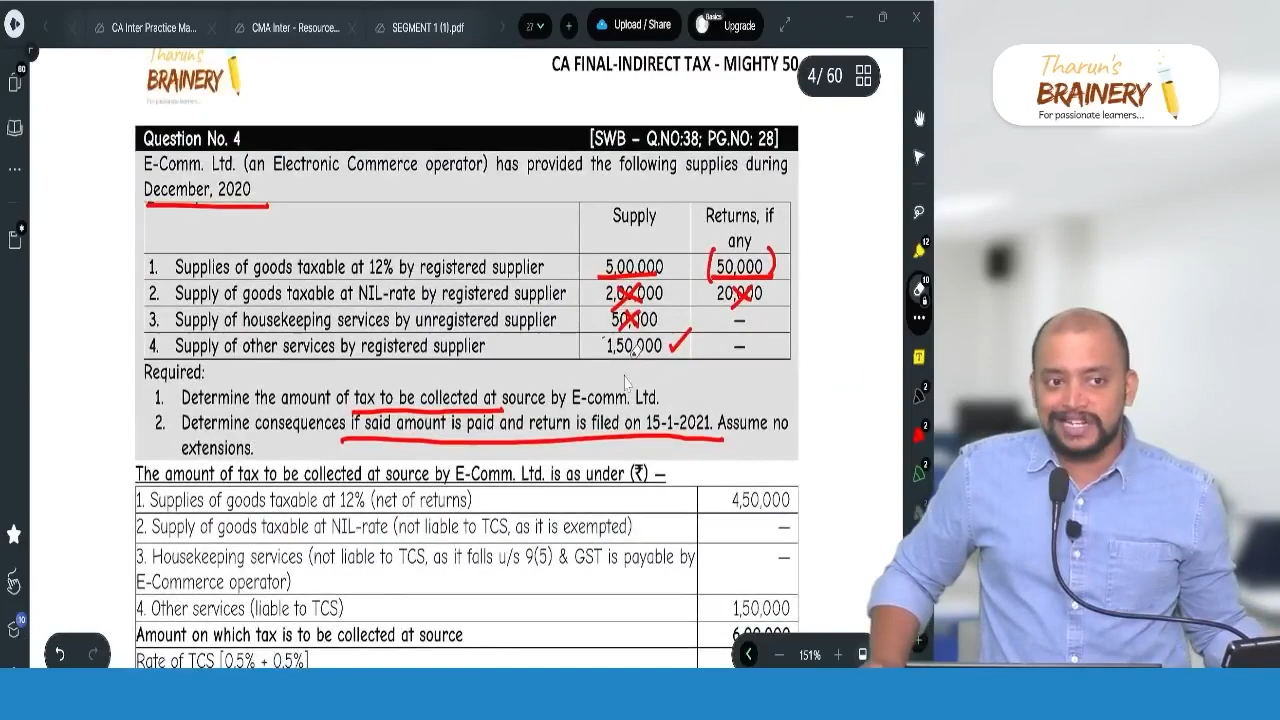 CA Inter Practice Ma...
CMA Inter - Resource...
SEGMENT 1 (1).pdf
27
Upload / Share
Basics
Upgrade
Tharun's
BRAINERY
For passionate learners...
CA FINAL-INDIRECT TAX - MIGHTY 50
4/60
Tharun's
BRAINERY
For passionate learners...
Question No. 4 [SWB – Q.NO:38; PG.NO: 28]
E-Comm. Ltd. (an Electronic Commerce operator) has provided the following supplies during
December, 2020
Supply Returns, if
any
1. Supplies of goods taxable at 12% by registered supplier 5,00,000 50,000
2. Supply of goods taxable at NIL-rate by registered supplier
3. Supply of housekeeping services by unregistered supplier –
4. Supply of other services by registered supplier 1,50,000 –
Required:
1. Determine the amount of tax to be collected at source by E-comm. Ltd.
2. Determine consequences if said amount is paid and return is filed on 15-1-2021. Assume no
extensions.
The amount of tax to be collected at source by E-Comm. Ltd. is as under (₹) –
1. Supplies of goods taxable at 12% (net of returns) 4,50,000
2. Supply of goods taxable at NIL-rate (not liable to TCS, as it is exempted) –
3. Housekeeping services (not liable to TCS, as it falls u/s 9(5) & GST is payable by –
E-Commerce operator)
4. Other services (liable to TCS) 1,50,000
Amount on which tax is to be collected at source 6,00,000
Rate of TCS [0.5% + 0.5%]
151%